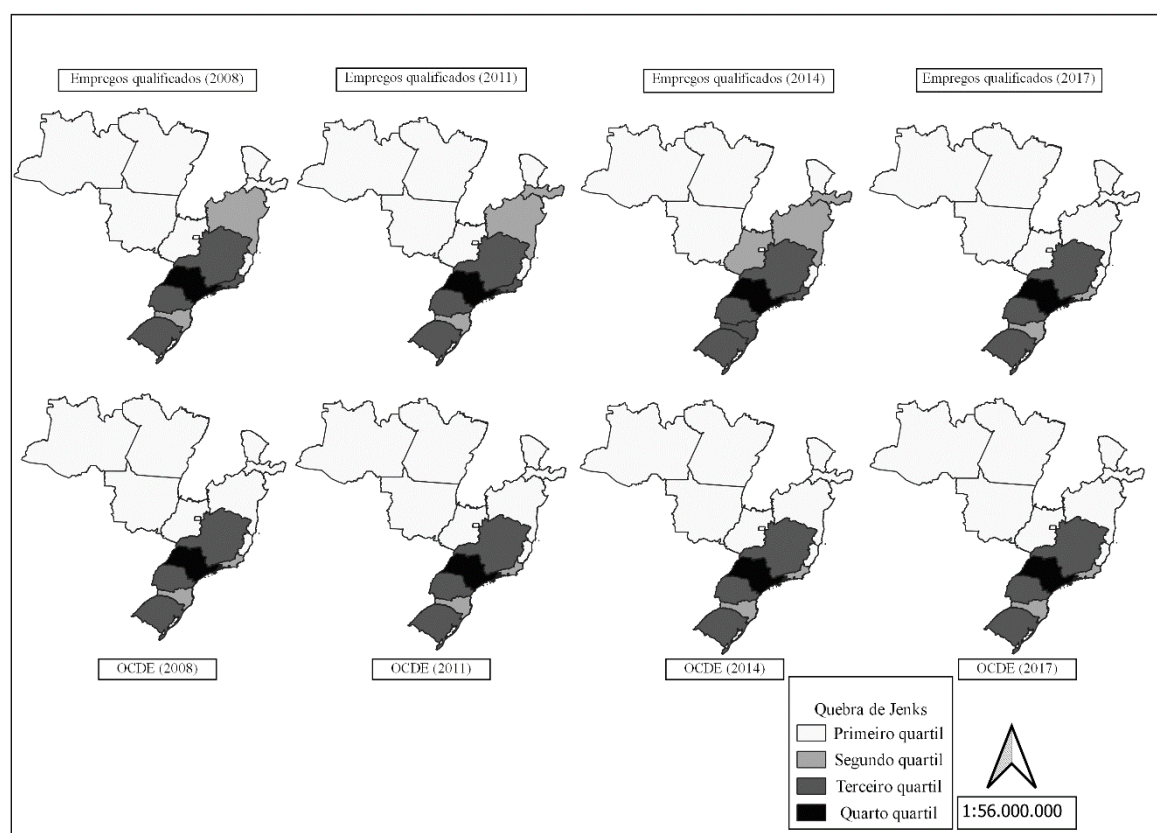 Empregos qualificados (2008)
Empregos qualificados (2011)
Empregos qualificados (2014)
Empregos qualificados (2017)
OCDE (2008)
OCDE (2011)
OCDE (2014)
OCDE (2017)
Quebra de Jenks
Primeiro quartil
Segundo quartil
Terceiro quartil
Quarto quartil
1:56.000.000